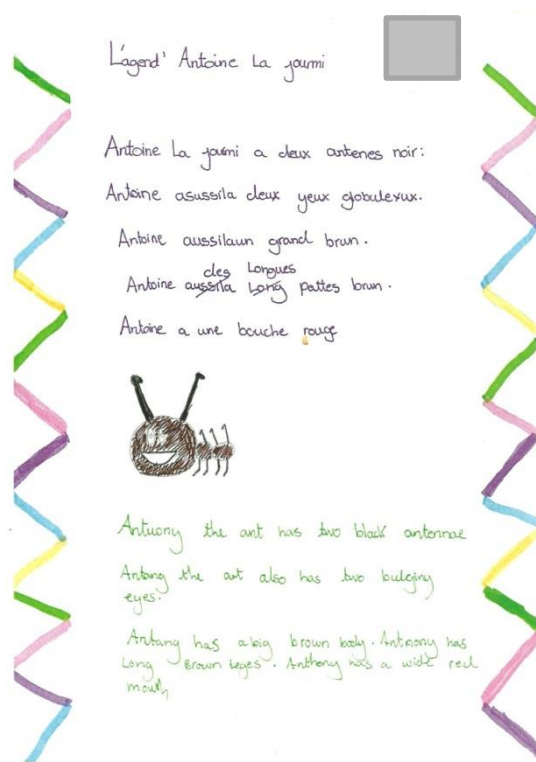 L'agend' Antoine La fourmi
Antoine La fourmi a deux antenes noir:
Antoine asussila deux yeux globulexux.
Antoine aussilaun grand brun.
des Longues
Antoine aussila Long pattes brun.
Antoine a une bouche rouge
Antuony the ant has two black antennae
Antony the ant also has two bulging
eyes.
Antany has a big brown body. Antnony has
Long Brown leges. Anthony has a wide red
mouth